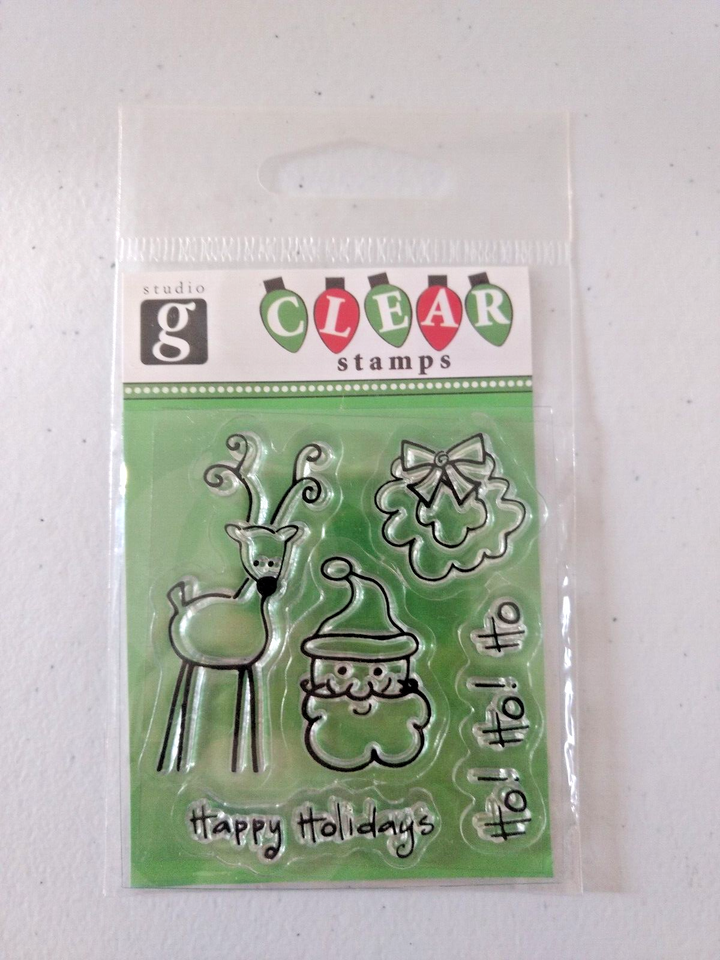 studio
g
CLEAR
stamps
Ho! Ho! Ho
Happy Holidays